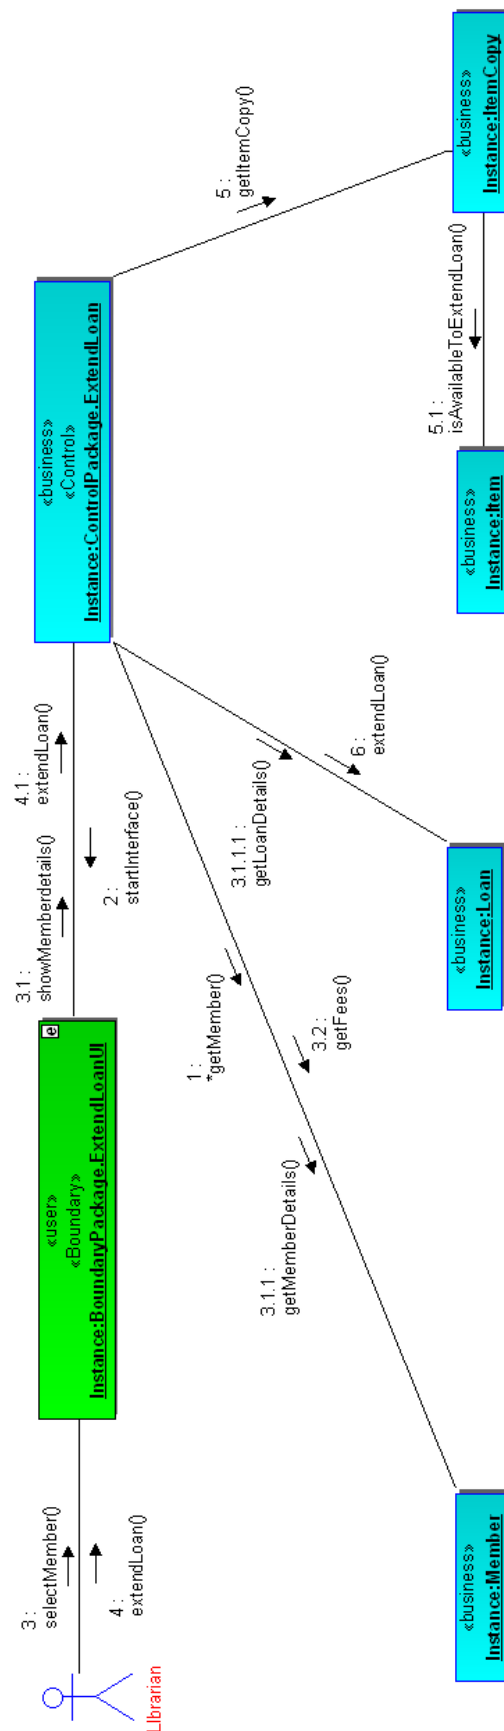 3 :
selectMember()
4 :
extendLoan()
LIbrarian
«user»
«Boundary»
Instance:BoundaryPackage.ExtendLoanUI
e
3.1 :
showMemberdetails()
4.1 :
extendLoan()
2 :
startInterface()
«business»
«Control»
Instance:ControlPackage.ExtendLoan
1 :
*getMember()
3.1.1.1 :
getLoanDetails()
5 :
getItemCopy()
3.1.1 :
getMemberDetails()
3.2 :
getFees()
6 :
extendLoan()
5.1 :
isAvailableToExtendLoan()
«business»
Instance:Member
«business»
Instance:Loan
«business»
Instance:Item
«business»
Instance:ItemCopy